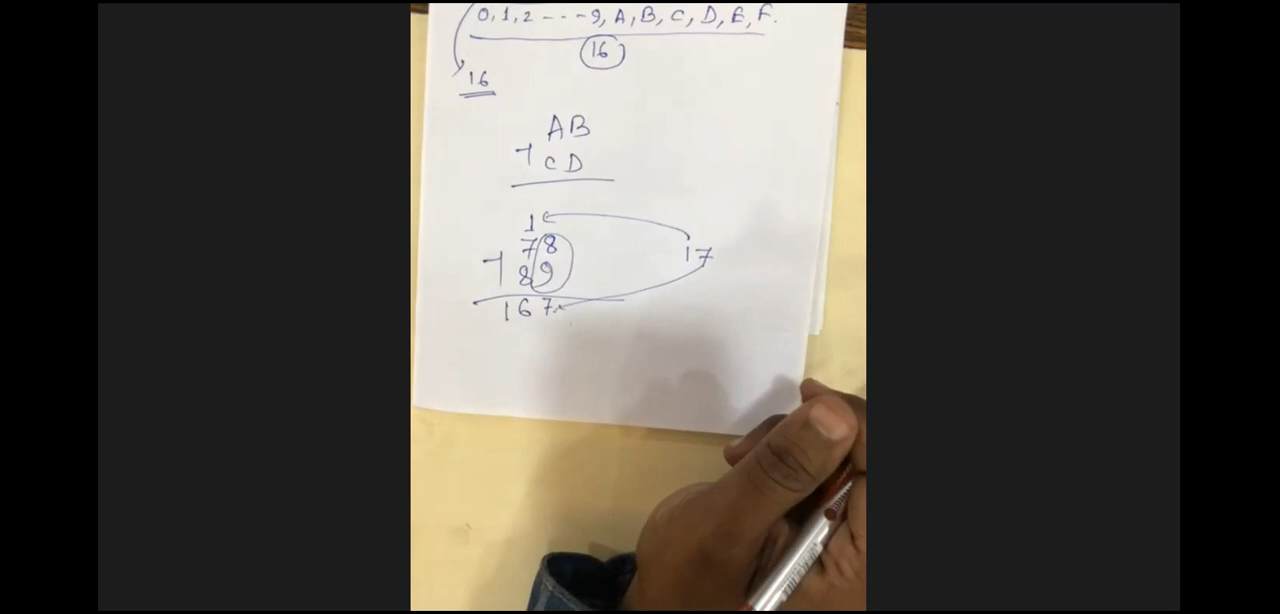 0, 1, 2 - - - - 9, A, B, C, D, E, F.
16
16
AB
+ CD
1
78
17
+ 89
167